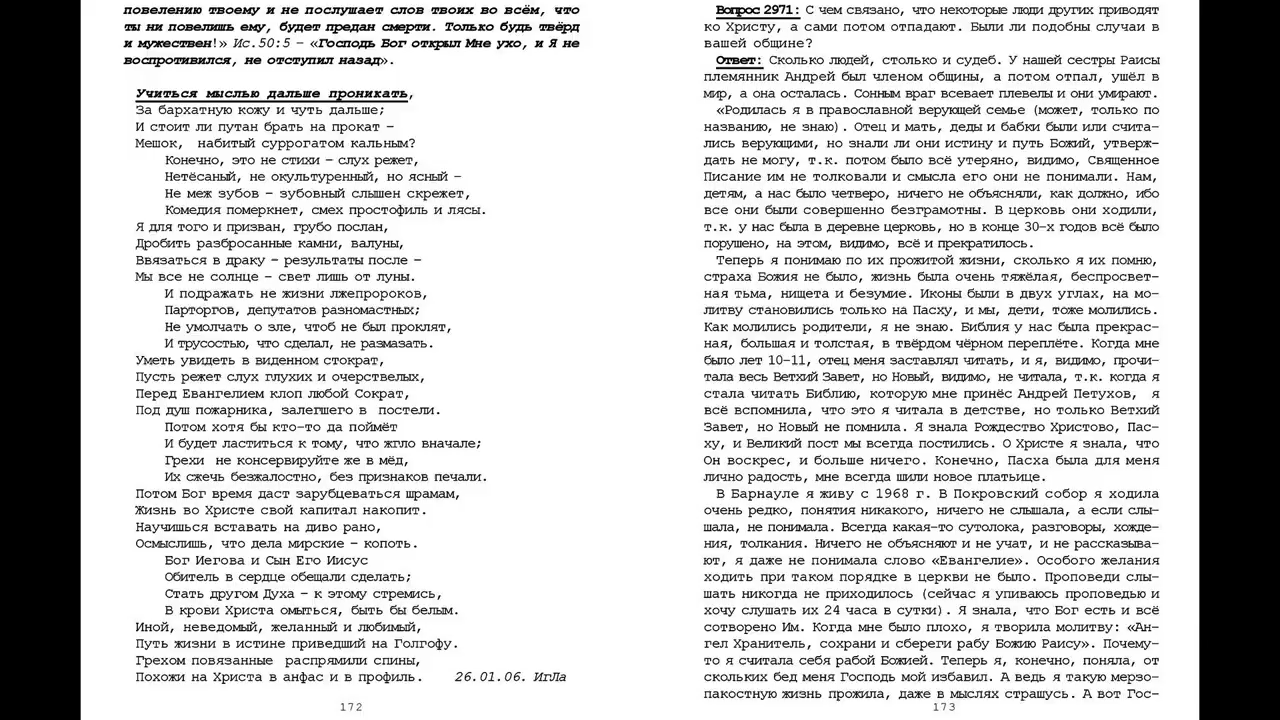 повелению твоему и не послушает слов твоих во всём, что
ты ни повелишь ему, будет предан смерти. Только будь твёрд
и мужествен!» Ис.50:5 – «Господь Бог открыл Мне ухо, и Я не
воспротивился, не отступил назад».
Учиться мыслью дальше проникать,
За бархатную кожу и чуть дальше;
И стоит ли путан брать на прокат –
Мешок, набитый суррогатом кальным?
Конечно, это не стихи – слух режет,
Нетёсаный, не окультуренный, но ясный –
Не меж зубов – зубовный слышен скрежет,
Комедия померкнет, смех простофиль и лясы.
Я для того и призван, грубо послан,
Дробить разбросанные камни, валуны,
Ввязаться в драку – результаты после –
Мы все не солнце – свет лишь от луны.
И подражать не жизни лжепророков,
Парторгов, депутатов разномастных;
Не умолчать о зле, чтоб не был проклят,
И трусостью, что сделал, не размазать.
Уметь увидеть в виденном стократ,
Пусть режет слух глухих и очерствелых,
Перед Евангелием клоп любой Сократ,
Под душ пожарника, залегшего в постели.
Потом хотя бы кто-то да поймёт
И будет ластиться к тому, что жгло вначале;
Грехи не консервируйте же в мёд,
Их сжечь безжалостно, без признаков печали.
Потом Бог время даст зарубцеваться шрамам,
Жизнь во Христе свой капитал накопит.
Научишься вставать на диво рано,
Осмыслишь, что дела мирские – копоть.
Бог Иегова и Сын Его Иисус
Обитель в сердце обещали сделать;
Стать другом Духа – к этому стремись,
В крови Христа омыться, быть бы белым.
Иной, неведомый, желанный и любимый,
Путь жизни в истине приведший на Голгофу.
Грехом повязанные распрямили спины,
Похожи на Христа в анфас и в профиль. 26.01.06. ИгЛа
172
Вопрос 2971: С чем связано, что некоторые люди других приводят
ко Христу, а сами потом отпадают. Были ли подобны случаи в
вашей общине?
Ответ: Сколько людей, столько и судеб. У нашей сестры Раисы
племянник Андрей был членом общины, а потом отпал, ушёл в
мир, а она осталась. Сонным враг всевает плевелы и они умирают.
«Родилась я в православной верующей семье (может, только по
названию, не знаю). Отец и мать, деды и бабки были или счита-
лись верующими, но знали ли они истину и путь Божий, утверж-
дать не могу, т.к. потом было всё утеряно, видимо, Священное
Писание им не толковали и смысла его они не понимали. Нам,
детям, а нас было четверо, ничего не объясняли, как должно, ибо
все они были совершенно безграмотны. В церковь они ходили,
т.к. у нас была в деревне церковь, но в конце 30-х годов всё было
порушено, на этом, видимо, всё и прекратилось.
Теперь я понимаю по их прожитой жизни, сколько я их помню,
страха Божия не было, жизнь была очень тяжёлая, беспросвет-
ная тьма, нищета и безумие. Иконы были в двух углах, на мо-
литву становились только на Пасху, и мы, дети, тоже молились.
Как молились родители, я не знаю. Библия у нас была прекрас-
ная, большая и толстая, в твёрдом чёрном переплёте. Когда мне
было лет 10-11, отец меня заставлял читать, и я, видимо, прочи-
тала весь Ветхий Завет, но Новый, видимо, не читала, т.к. когда я
стала читать Библию, которую мне принёс Андрей Петухов, я
всё вспомнила, что это я читала в детстве, но только Ветхий
Завет, но Новый не помнила. Я знала Рождество Христово, Пас-
ху, и Великий пост мы всегда постились. О Христе я знала, что
Он воскрес, и больше ничего. Конечно, Пасха была для меня
лично радость, мне всегда шили новое платьице.
В Барнауле я живу с 1968 г. В Покровский собор я ходила
очень редко, понятия никакого, ничего не слышала, а если слы-
шала, не понимала. Всегда какая-то сутолока, разговоры, хожде-
ния, толкания. Ничего не объясняют и не учат, и не рассказыва-
ют, я даже не понимала слово «Евангелие». Особого желания
ходить при таком порядке в церкви не было. Проповеди слы-
шать никогда не приходилось (сейчас я упиваюсь проповедью и
хочу слушать их 24 часа в сутки). Я знала, что Бог есть и всё
сотворено Им. Когда мне было плохо, я творила молитву: «Ан-
гел Хранитель, сохрани и сбереги рабу Божию Раису». Почему-
то я считала себя рабой Божией. Теперь я, конечно, поняла, от
скольких бед меня Господь мой избавил. А ведь я такую мерзо-
пакостную жизнь прожила, даже в мыслях страшусь. А вот Гос-
173